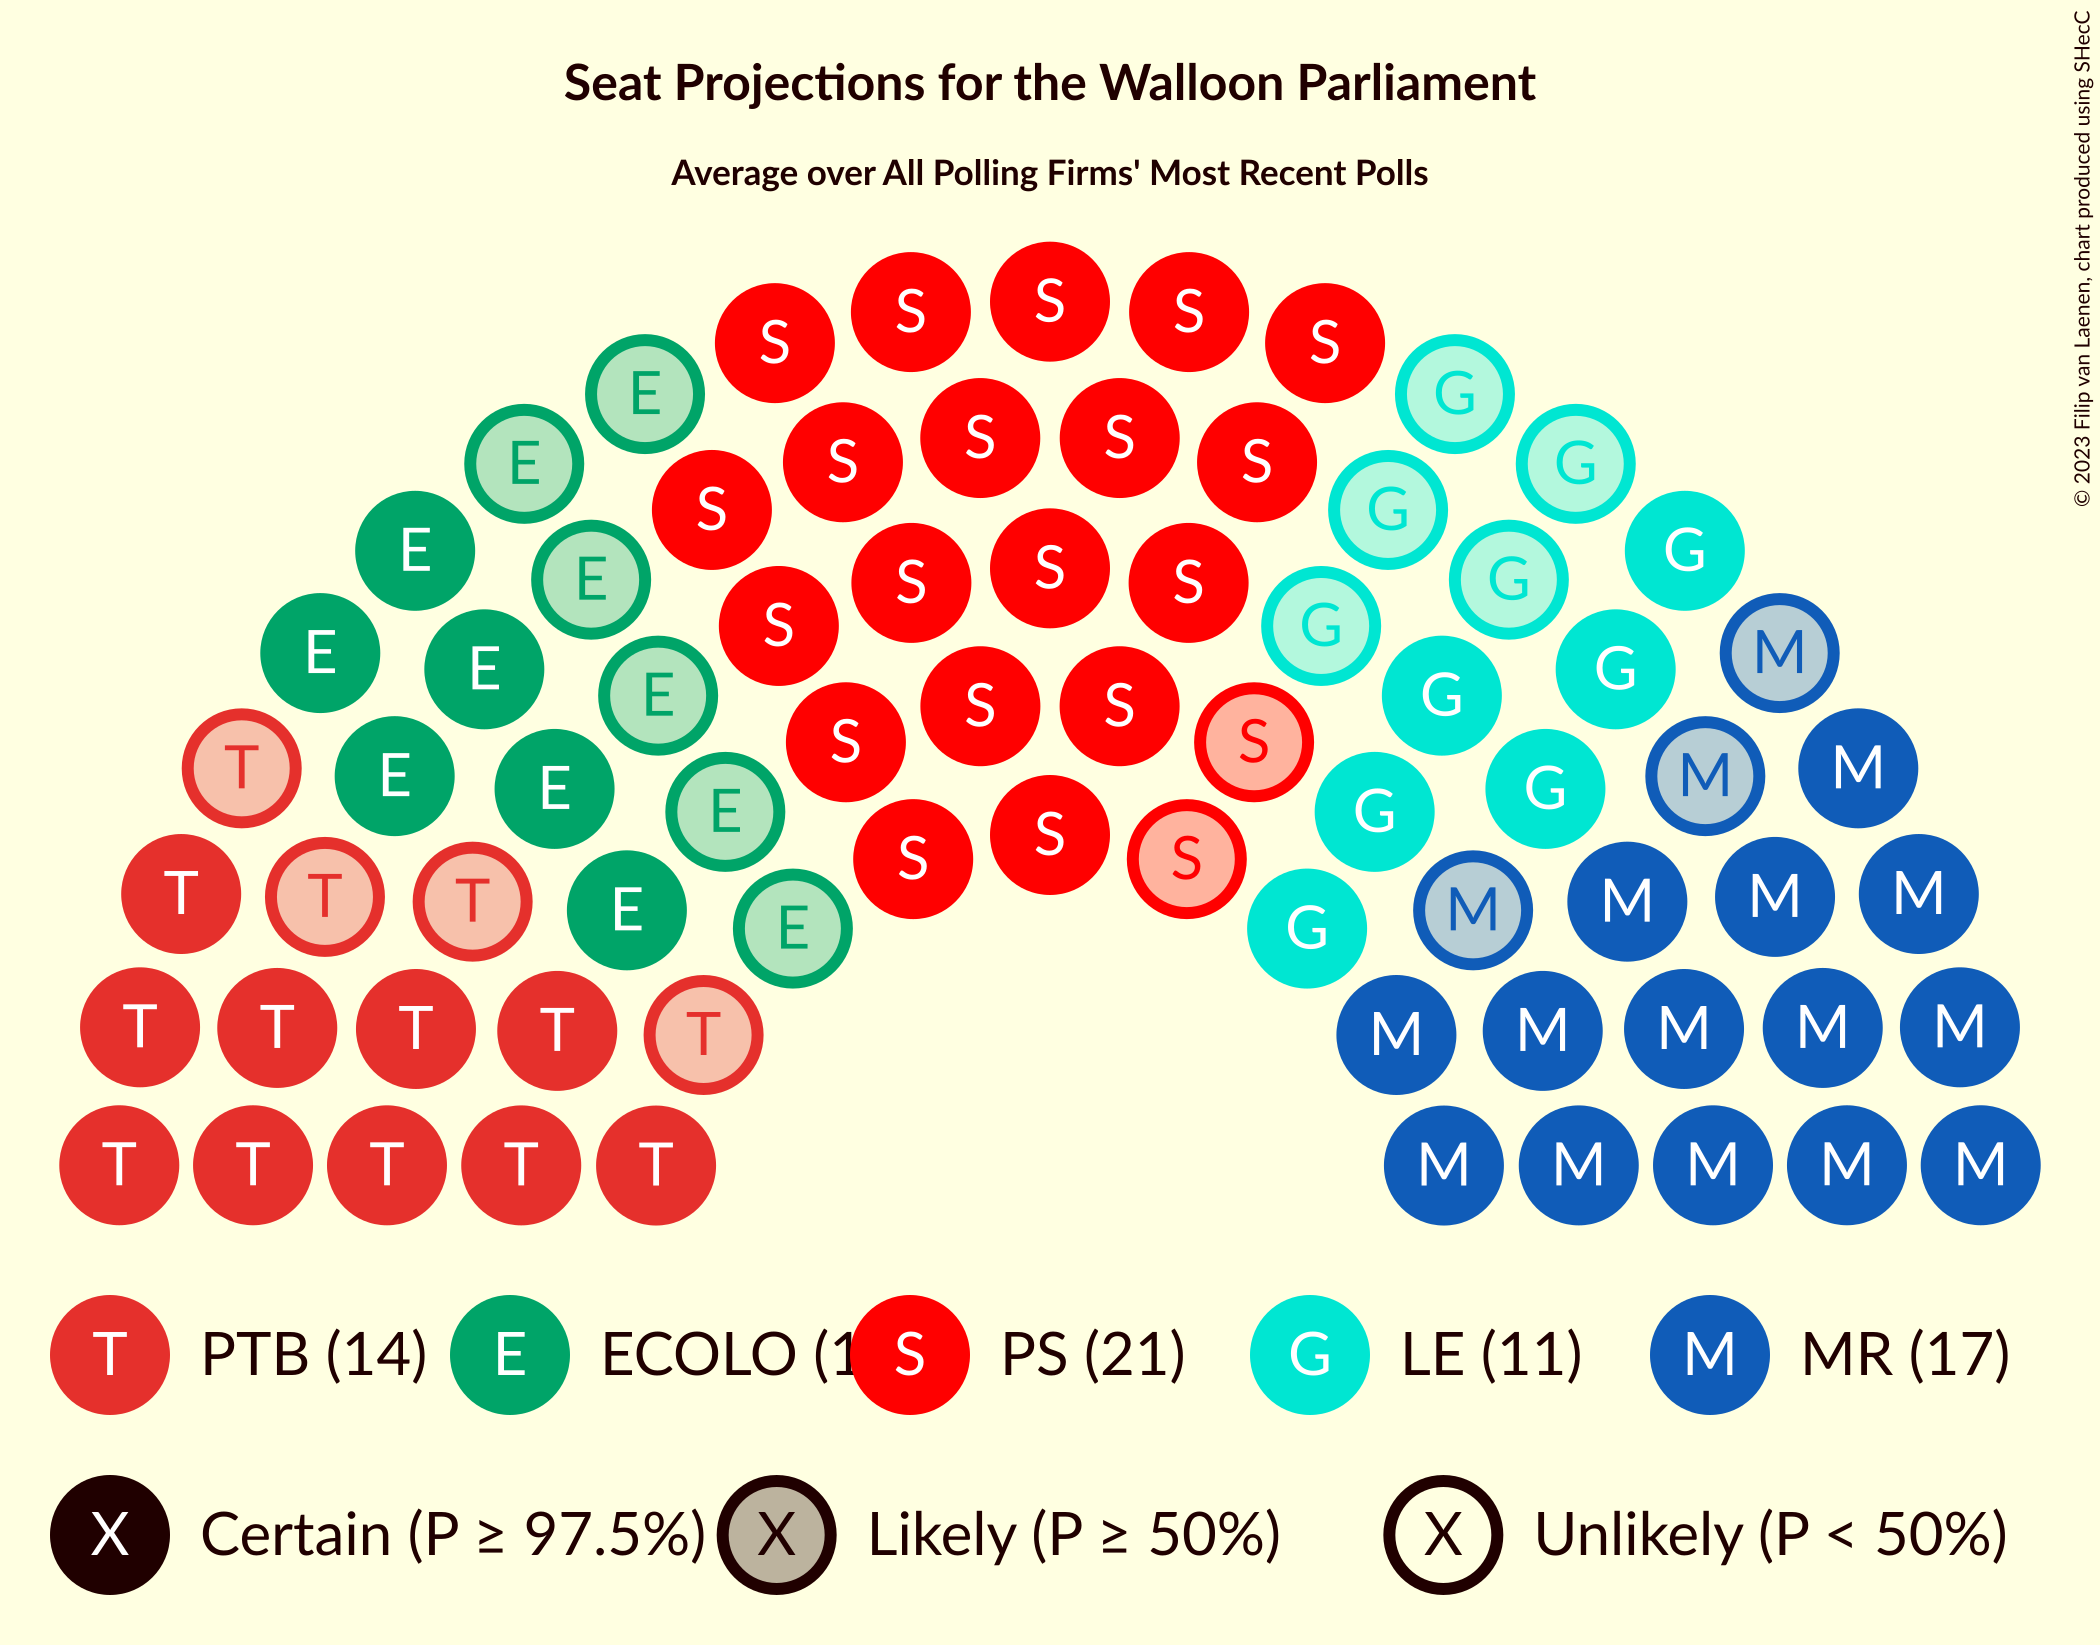 Seat Projections for the Walloon Parliament
Average over All Polling Firms' Most Recent Polls
© 2023 Filip van Laenen, chart produced using SHecC
S S S S S
E G
S S S S
E G
S G
E G
E S S S G
S G
E M
E G
E G
S S
S S
T M
E M
E G
E G
S S S
T M
T M
T M
E M
E G
T T T T T M M M M M
T T T T T M M M M M
T PTB (14) E ECOLO (1 S PS (21) G LE (11) M MR (17)
X Certain (P ≥ 97.5%) X Likely (P ≥ 50%) X Unlikely (P < 50%)